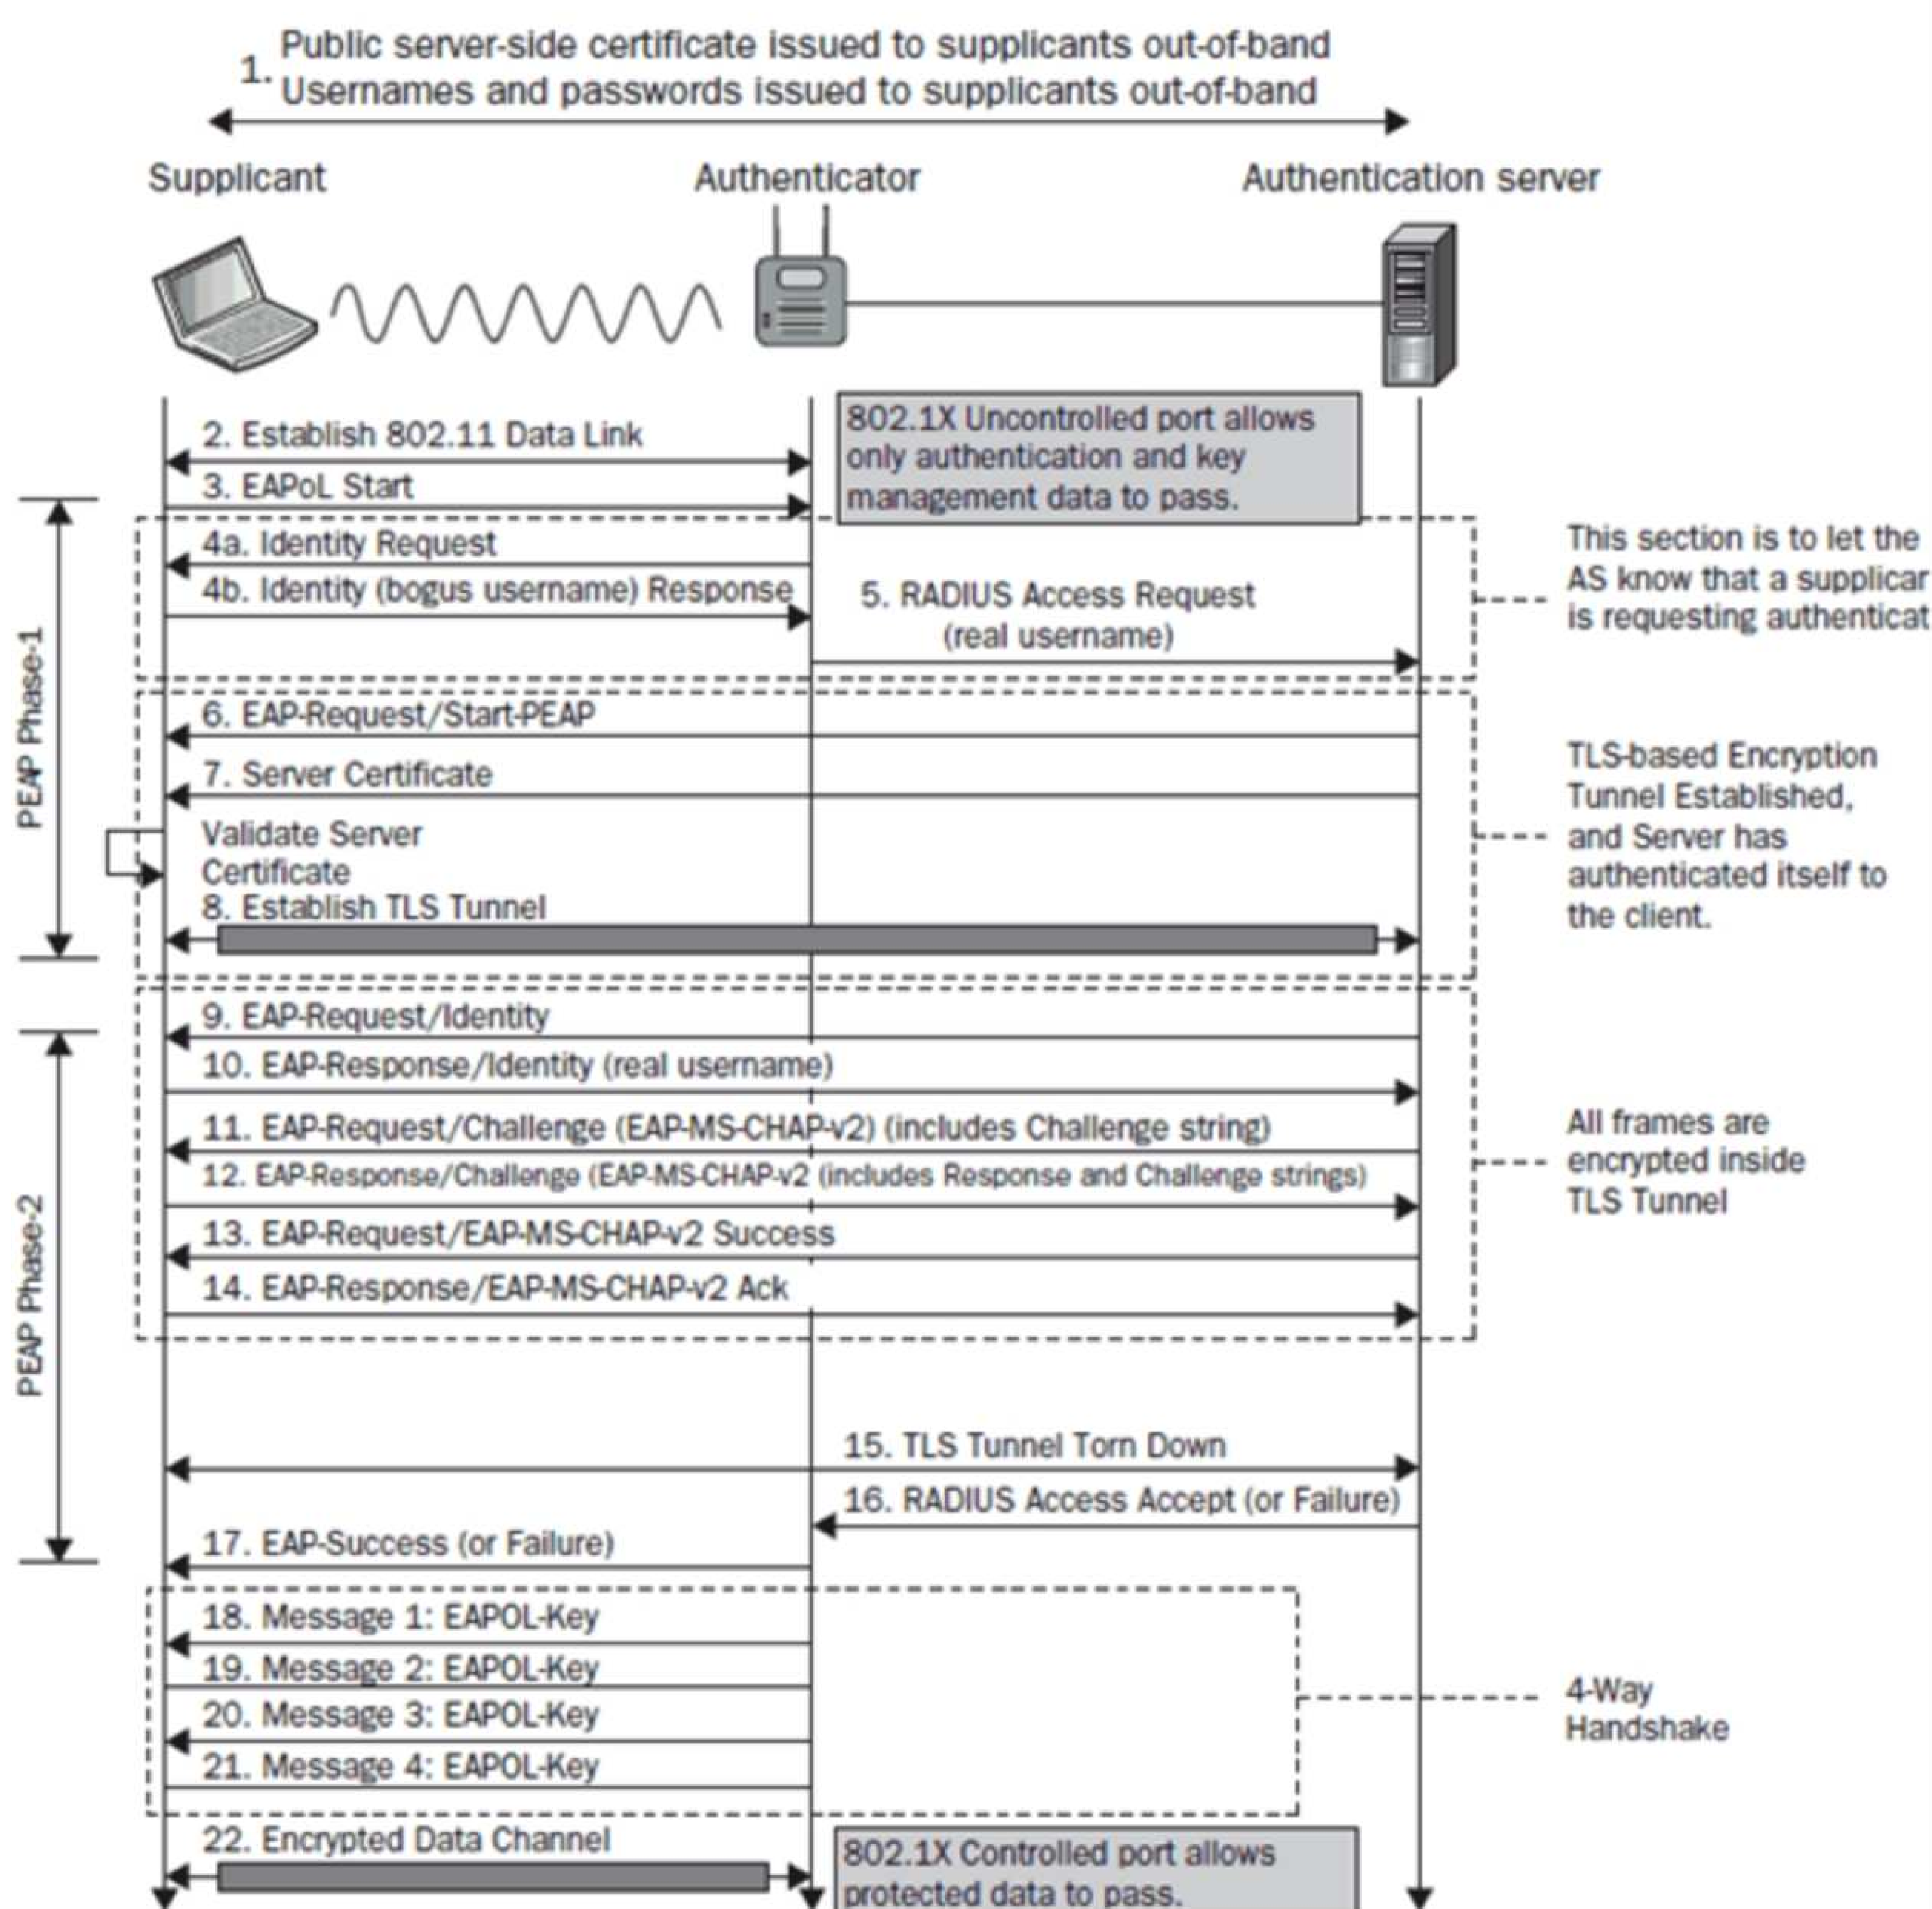 1. Public server-side certificate issued to supplicants out-of-band
Usernames and passwords issued to supplicants out-of-band
Supplicant
Authenticator
Authentication server
802.1X Uncontrolled port allows
only authentication and key
management data to pass.
2. Establish 802.11 Data Link
3. EAPoL Start
PEAP Phase-1
4a. Identity Request
4b. Identity (bogus username) Response
5. RADIUS Access Request
(real username)
This section is to let the
AS know that a supplicar
is requesting authenticat
6. EAP-Request/Start-PEAP
7. Server Certificate
Validate Server
Certificate
8. Establish TLS Tunnel
TLS-based Encryption
Tunnel Established,
and Server has
authenticated itself to
the client.
PEAP Phase-2
9. EAP-Request/Identity
10. EAP-Response/Identity (real username)
11. EAP-Request/Challenge (EAP-MS-CHAP-v2) (includes Challenge string)
12. EAP-Response/Challenge (EAP-MS-CHAP-v2 (includes Response and Challenge strings)
13. EAP-Request/EAP-MS-CHAP-v2 Success
14. EAP-Response/EAP-MS-CHAP-v2 Ack
All frames are
encrypted inside
TLS Tunnel
15. TLS Tunnel Torn Down
16. RADIUS Access Accept (or Failure)
17. EAP-Success (or Failure)
18. Message 1: EAPOL-Key
19. Message 2: EAPOL-Key
20. Message 3: EAPOL-Key
21. Message 4: EAPOL-Key
4-Way
Handshake
22. Encrypted Data Channel
802.1X Controlled port allows
protected data to pass.